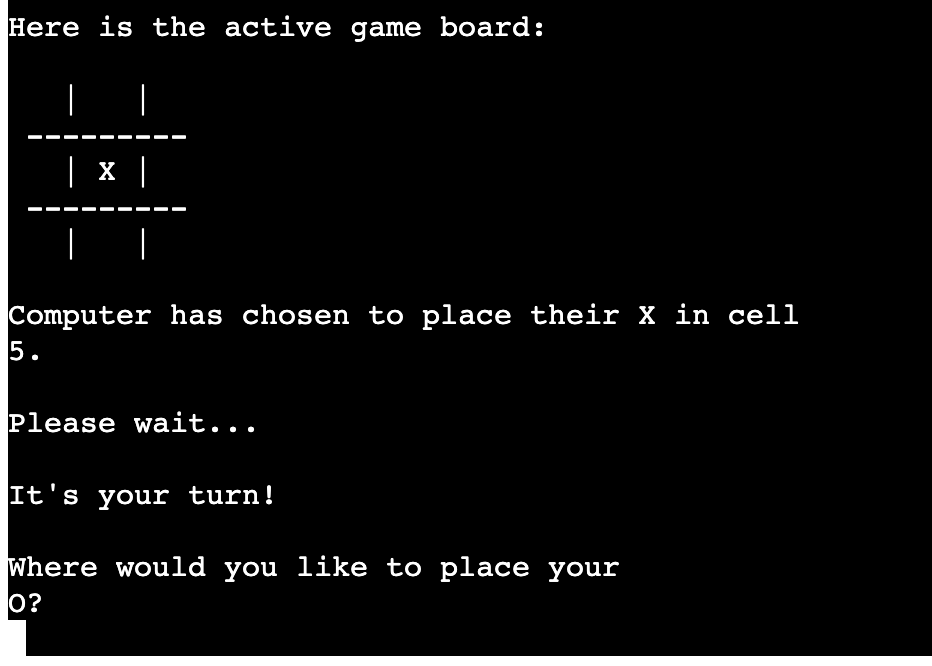 Here is the active game board:
|   |
---------
| X |
---------
|   |
Computer has chosen to place their X in cell
5.
Please wait...
It's your turn!
Where would you like to place your
O?